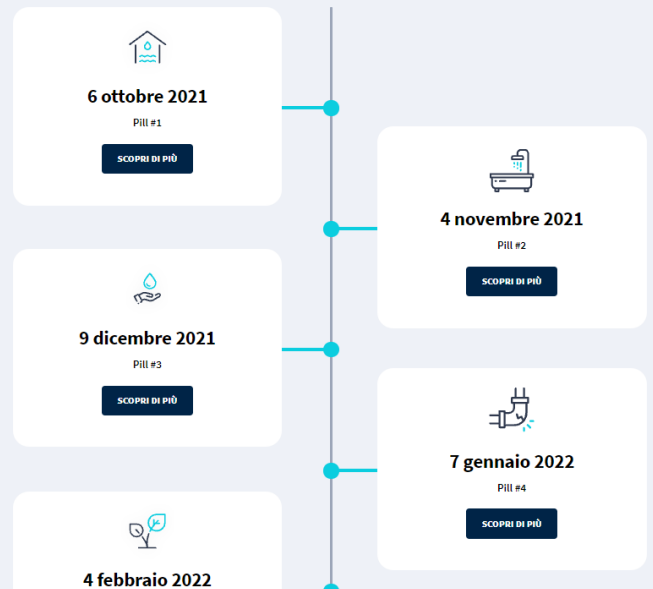 6 ottobre 2021
Pill #1
SCOPRI DI PIÙ
4 novembre 2021
Pill #2
SCOPRI DI PIÙ
9 dicembre 2021
Pill #3
SCOPRI DI PIÙ
7 gennaio 2022
Pill #4
SCOPRI DI PIÙ
4 febbraio 2022